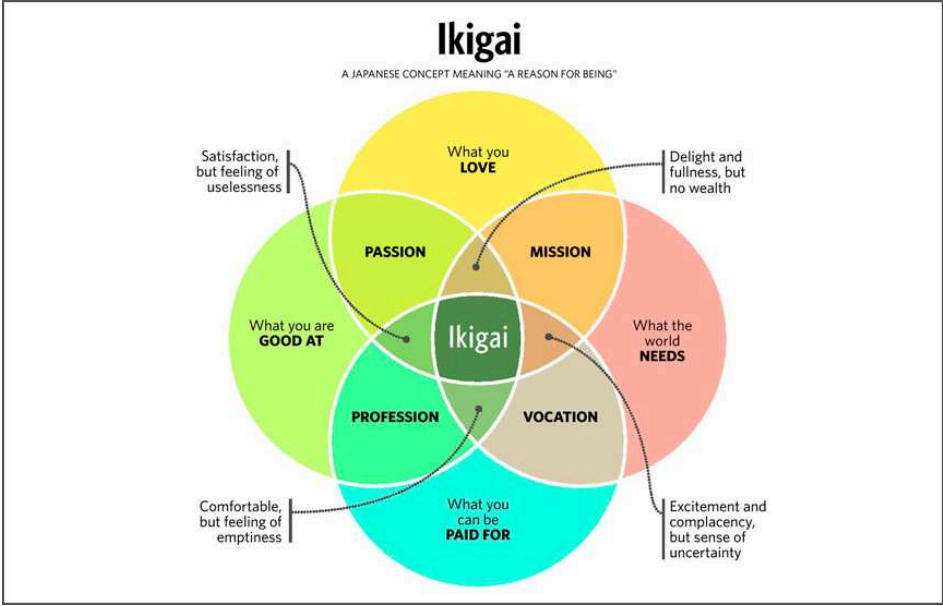 Ikigai
A JAPANESE CONCEPT MEANING “A REASON FOR BEING”
Satisfaction,
but feeling of
uselessness
What you
LOVE
Delight and
fullness, but
no wealth
PASSION
MISSION
What you are
GOOD AT
Ikigai
What the
world
NEEDS
PROFESSION
VOCATION
Comfortable,
but feeling of
emptiness
What you
can be
PAID FOR
Excitement and
complacency,
but sense of
uncertainty